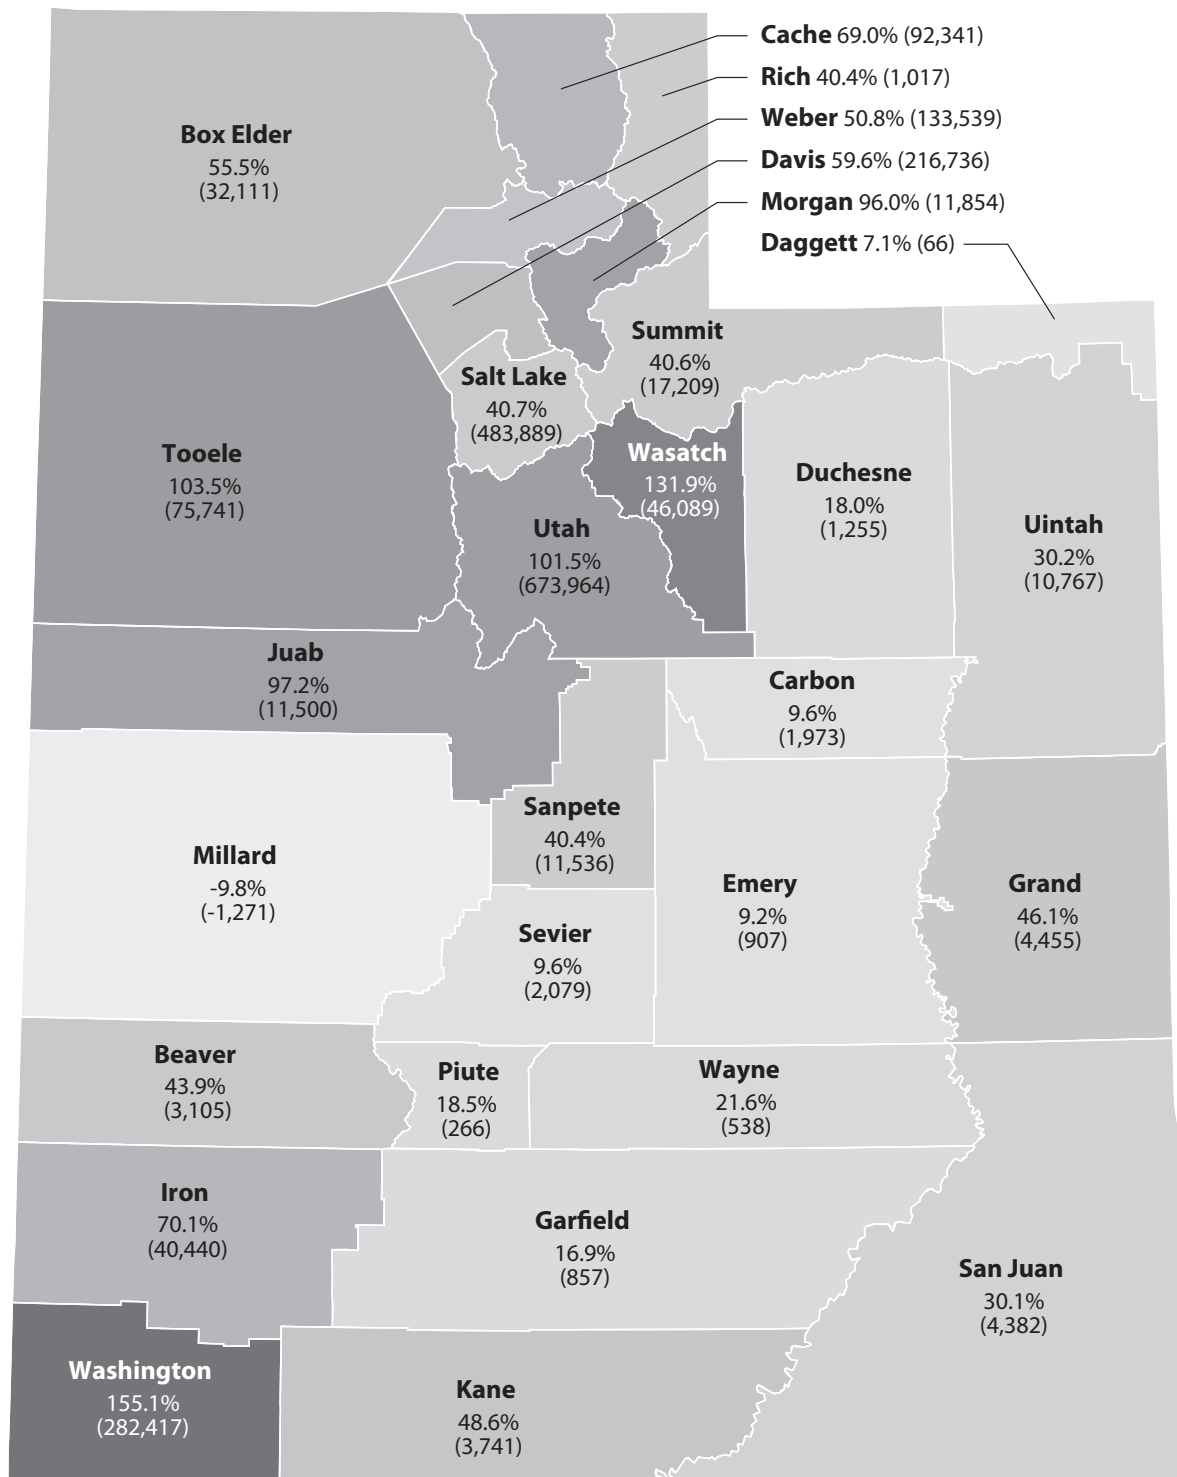 Cache 69.0% (92,341)
Rich 40.4% (1,017)
Weber 50.8% (133,539)
Davis 59.6% (216,736)
Morgan 96.0% (11,854)
Daggett 7.1% (66)
Box Elder
55.5%
(32,111)
Summit
40.6%
(17,209)
Salt Lake
40.7%
(483,889)
Tooele
103.5%
(75,741)
Wasatch
131.9%
(46,089)
Duchesne
18.0%
(1,255)
Utah
101.5%
(673,964)
Uintah
30.2%
(10,767)
Juab
97.2%
(11,500)
Carbon
9.6%
(1,973)
Sanpete
40.4%
(11,536)
Millard
-9.8%
(-1,271)
Emery
9.2%
(907)
Grand
46.1%
(4,455)
Sevier
9.6%
(2,079)
Beaver
43.9%
(3,105)
Piute
18.5%
(266)
Wayne
21.6%
(538)
Iron
70.1%
(40,440)
Garfield
16.9%
(857)
San Juan
30.1%
(4,382)
Washington
155.1%
(282,417)
Kane
48.6%
(3,741)